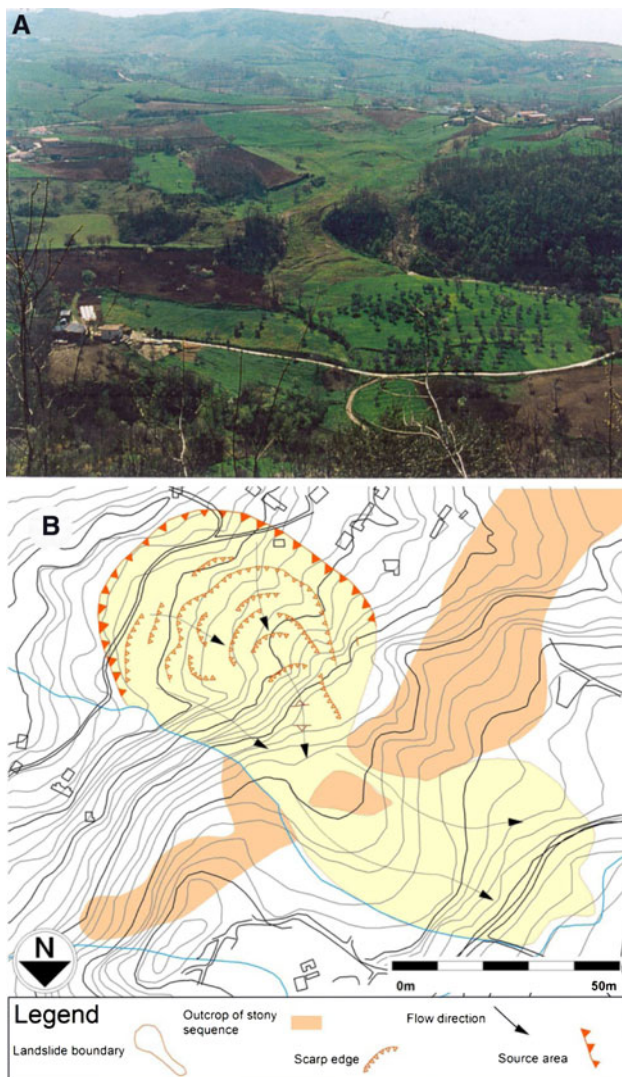 A
B
N
0m 50m
Legend
Landslide boundary
Outcrop of stony
sequence
Scarp edge
Flow direction
Source area